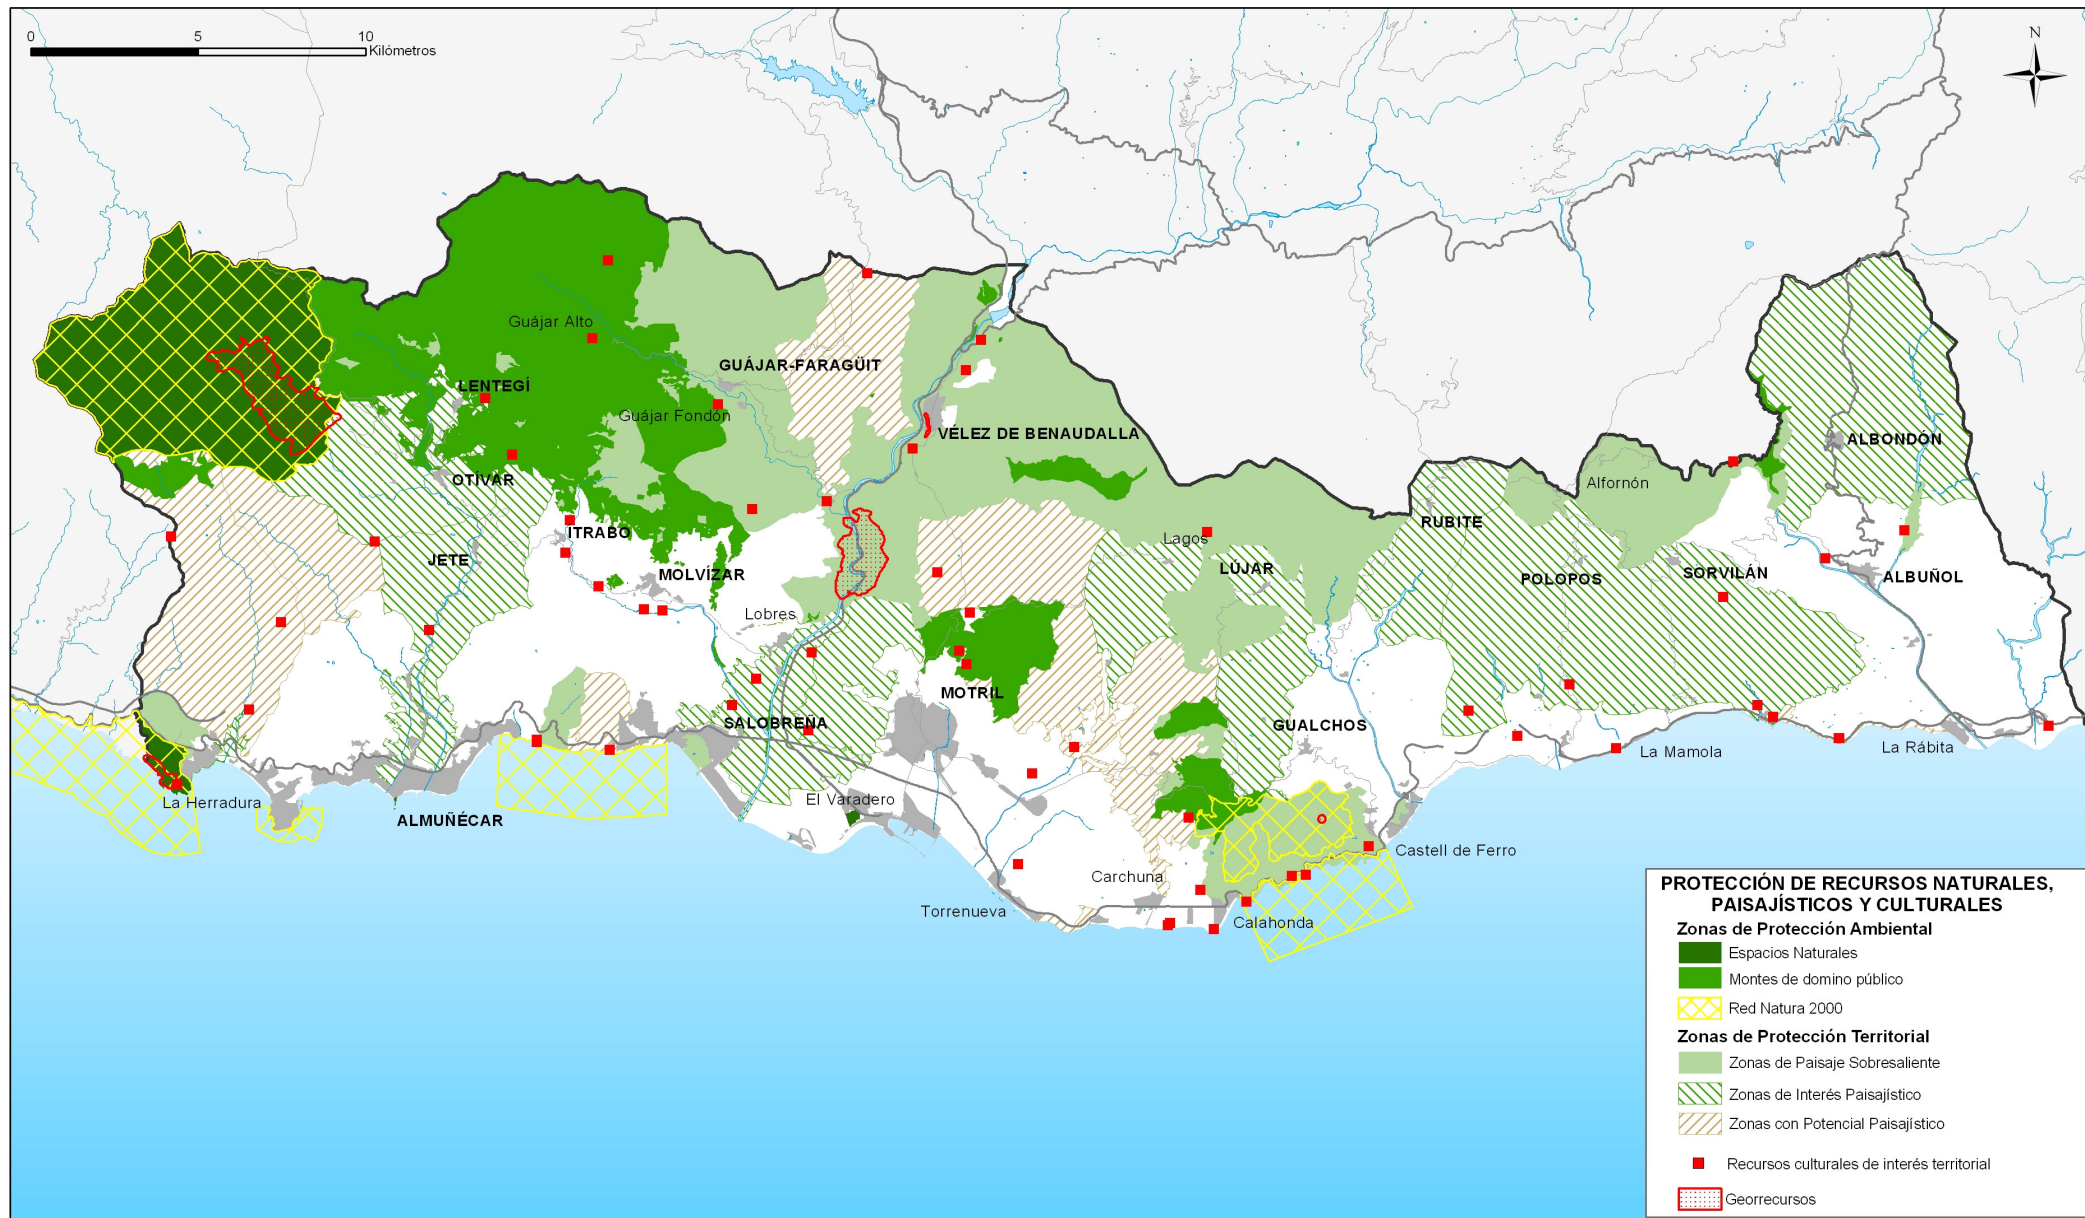 0 5 10
Kilómetros
N
Guájar Alto
GUÁJAR-FARAGÜIT
LENTEGÍ
Guájar Fondón
VÉLEZ DE BENAUDALLA
ALBONDÓN
OTÍVAR
Alfornón
RUBITE
ITRABO
Lagos
JETE
MOLVÍZAR
LÚJAR
POLOPOS
SORVILÁN
ALBUÑOL
Lobres
MOTRIL
SALOBREÑA
GUALCHOS
La Mamola
La Rábita
La Herradura
El Varadero
ALMUÑÉCAR
Castell de Ferro
Carchuna
Torrenueva
Calahonda
PROTECCIÓN DE RECURSOS NATURALES,
PAISAJÍSTICOS Y CULTURALES
Zonas de Protección Ambiental
Espacios Naturales
Montes de domino público
Red Natura 2000
Zonas de Protección Territorial
Zonas de Paisaje Sobresaliente
Zonas de Interés Paisajístico
Zonas con Potencial Paisajístico
Recursos culturales de interés territorial
Georrecursos